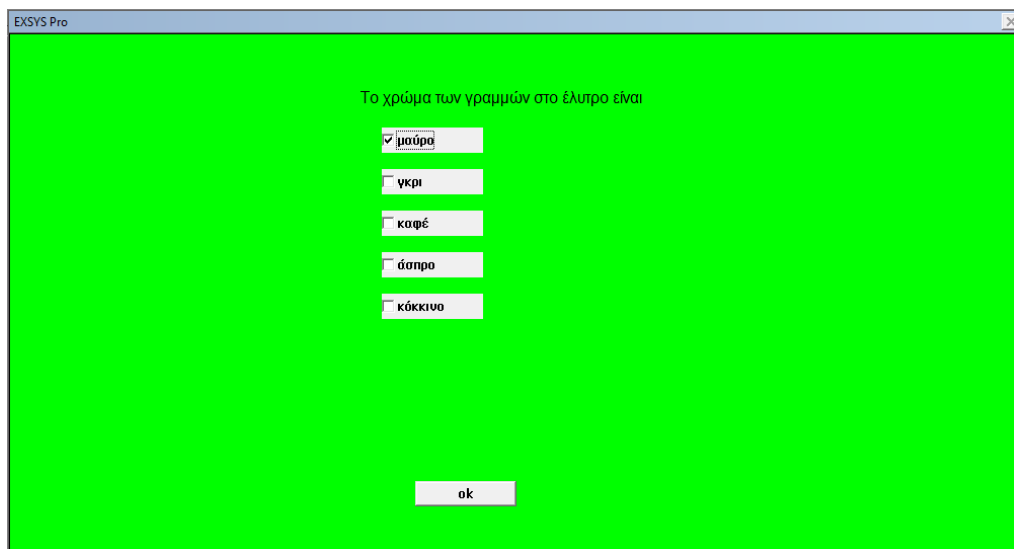 EXSYS Pro
Το χρώμα των γραμμών στο έλυτρο είναι
μαύρο
γκρι
καφέ
άσπρο
κόκκινο
ok